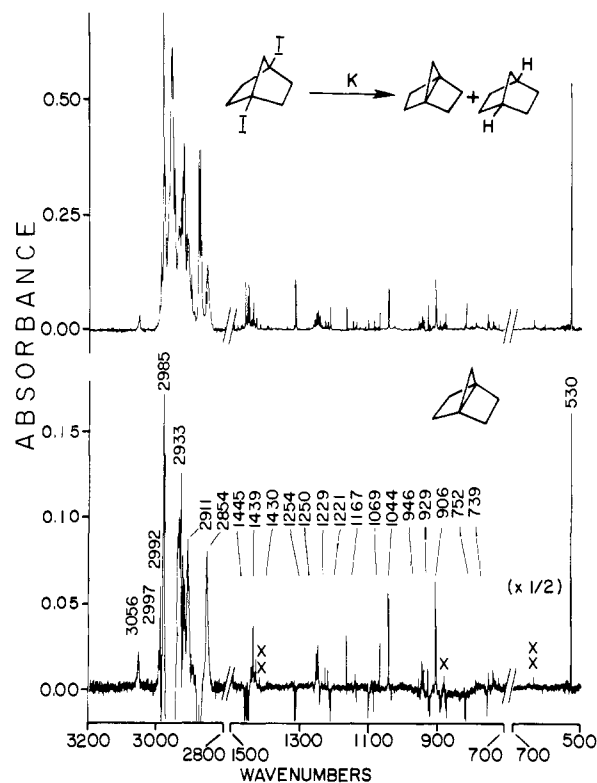 ABSORBANCE
0.50
0.25
0.00
I
I
K
+
H
H
0.15
0.10
0.05
0.00
3056
2997
2992
2985
2933
2911
2854
1445
1439
1430
1254
1250
1229
1221
1167
1069
1044
946
929
906
752
739
530
(x 1/2)
X
X
X
X
X
3200 3000 2800 1500 1300 1100 900 700 700 500
WAVENUMBERS